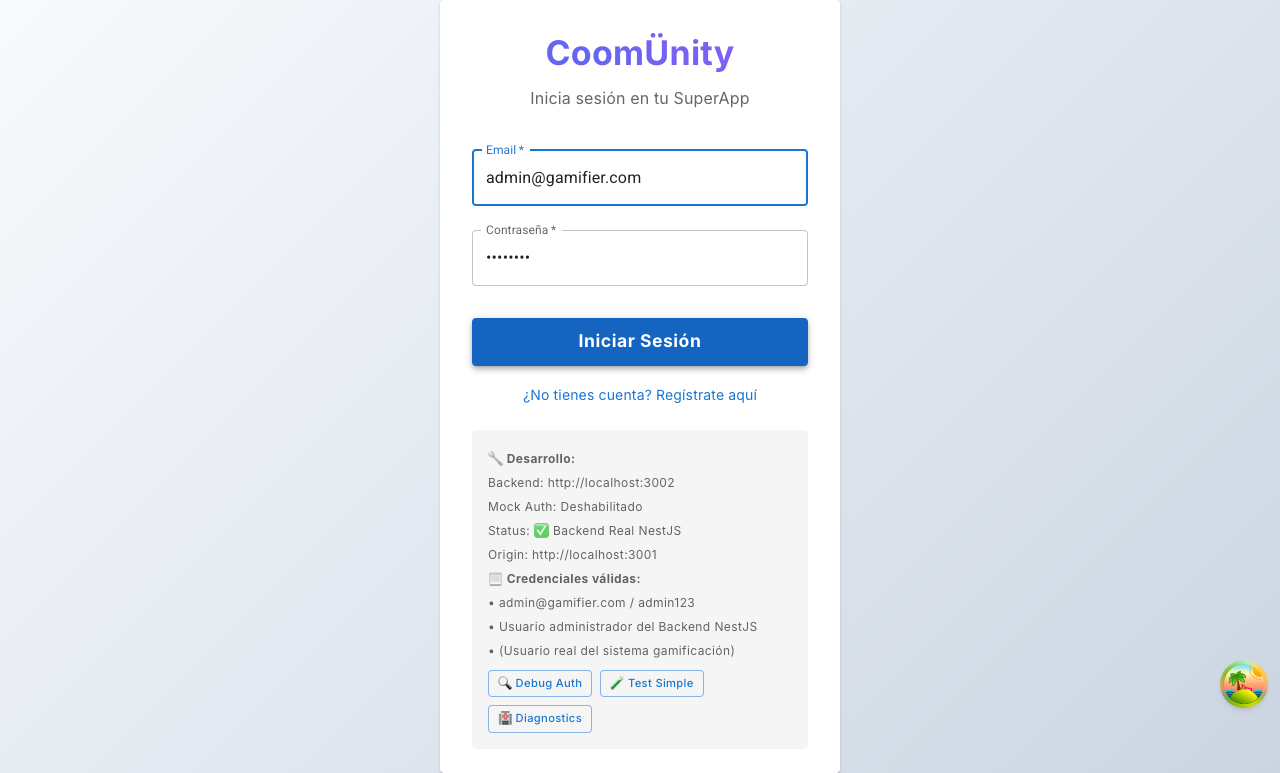 CoomÜnity
Inicia sesión en tu SuperApp
Email *
admin@gamifier.com
Contraseña *
••••••••
Iniciar Sesión
¿No tienes cuenta? Regístrate aquí
🔧 Desarrollo:
Backend: http://localhost:3002
Mock Auth: Deshabilitado
Status: ✅ Backend Real NestJS
Origin: http://localhost:3001
📋 Credenciales válidas:
• admin@gamifier.com / admin123
• Usuario administrador del Backend NestJS
• (Usuario real del sistema gamificación)
🔍 Debug Auth 🧪 Test Simple
🏥 Diagnostics